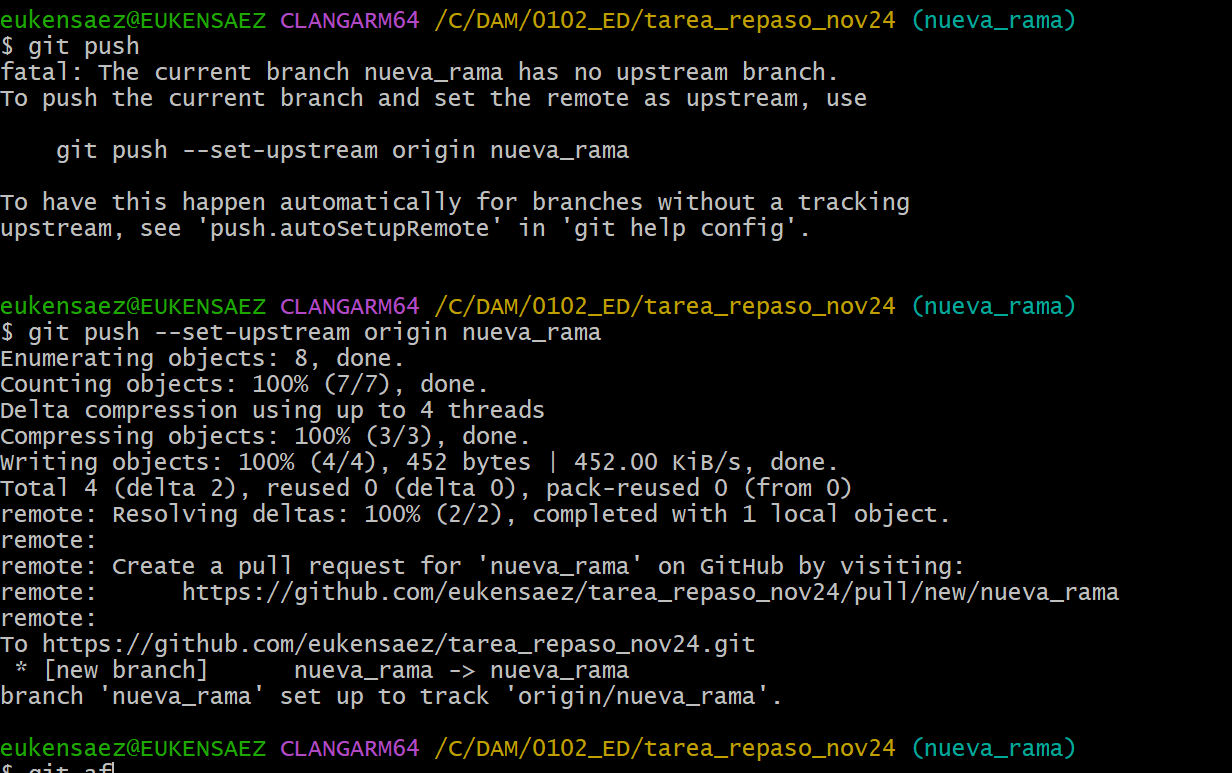 eukensaez@EUKENSAEZ CLANGARM64 /C/DAM/0102_ED/tarea_repaso_nov24 (nueva_rama)
$ git push
fatal: The current branch nueva_rama has no upstream branch.
To push the current branch and set the remote as upstream, use
    git push --set-upstream origin nueva_rama
To have this happen automatically for branches without a tracking
upstream, see 'push.autoSetupRemote' in 'git help config'.
eukensaez@EUKENSAEZ CLANGARM64 /C/DAM/0102_ED/tarea_repaso_nov24 (nueva_rama)
$ git push --set-upstream origin nueva_rama
Enumerating objects: 8, done.
Counting objects: 100% (7/7), done.
Delta compression using up to 4 threads
Compressing objects: 100% (3/3), done.
Writing objects: 100% (4/4), 452 bytes | 452.00 KiB/s, done.
Total 4 (delta 2), reused 0 (delta 0), pack-reused 0 (from 0)
remote: Resolving deltas: 100% (2/2), completed with 1 local object.
remote:
remote: Create a pull request for 'nueva_rama' on GitHub by visiting:
remote:      https://github.com/eukensaez/tarea_repaso_nov24/pull/new/nueva_rama
remote:
To https://github.com/eukensaez/tarea_repaso_nov24.git
 * [new branch]      nueva_rama -> nueva_rama
branch 'nueva_rama' set up to track 'origin/nueva_rama'.
eukensaez@EUKENSAEZ CLANGARM64 /C/DAM/0102_ED/tarea_repaso_nov24 (nueva_rama)
$ git af